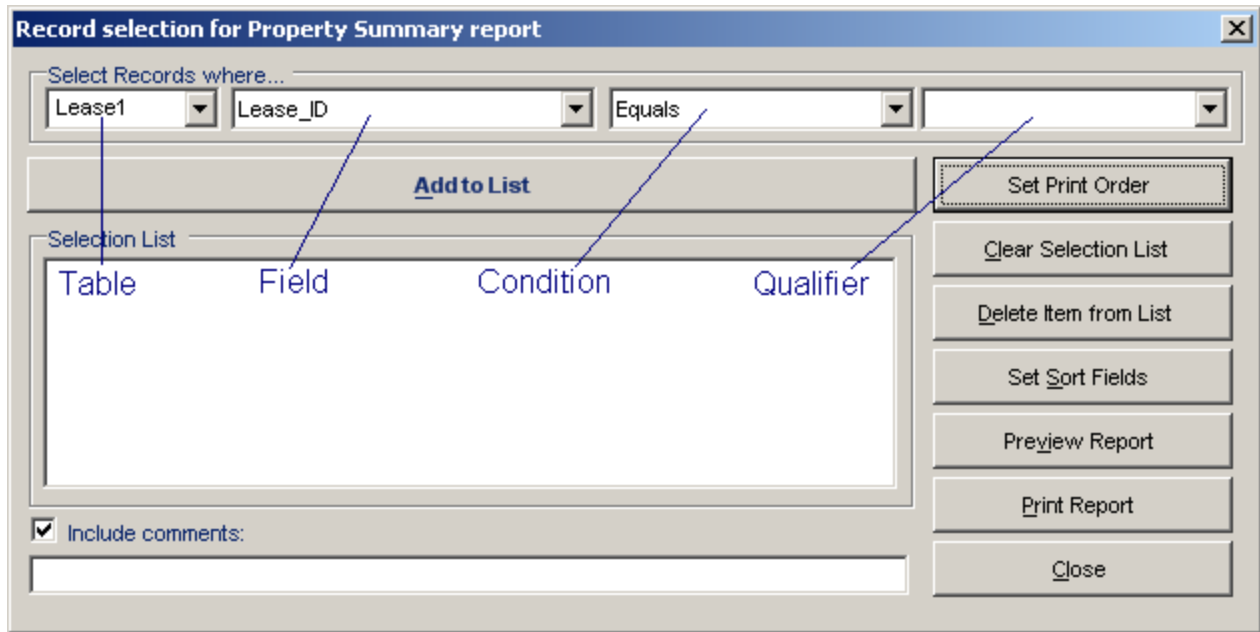 Record selection for Property Summary report
Select Records where...
Lease1
Lease_ID
Equals
Add to List
Set Print Order
Selection List
Clear Selection List
Table
Field
Condition
Qualifier
Delete Item from List
Set Sort Fields
Preview Report
Print Report
Include comments:
Close